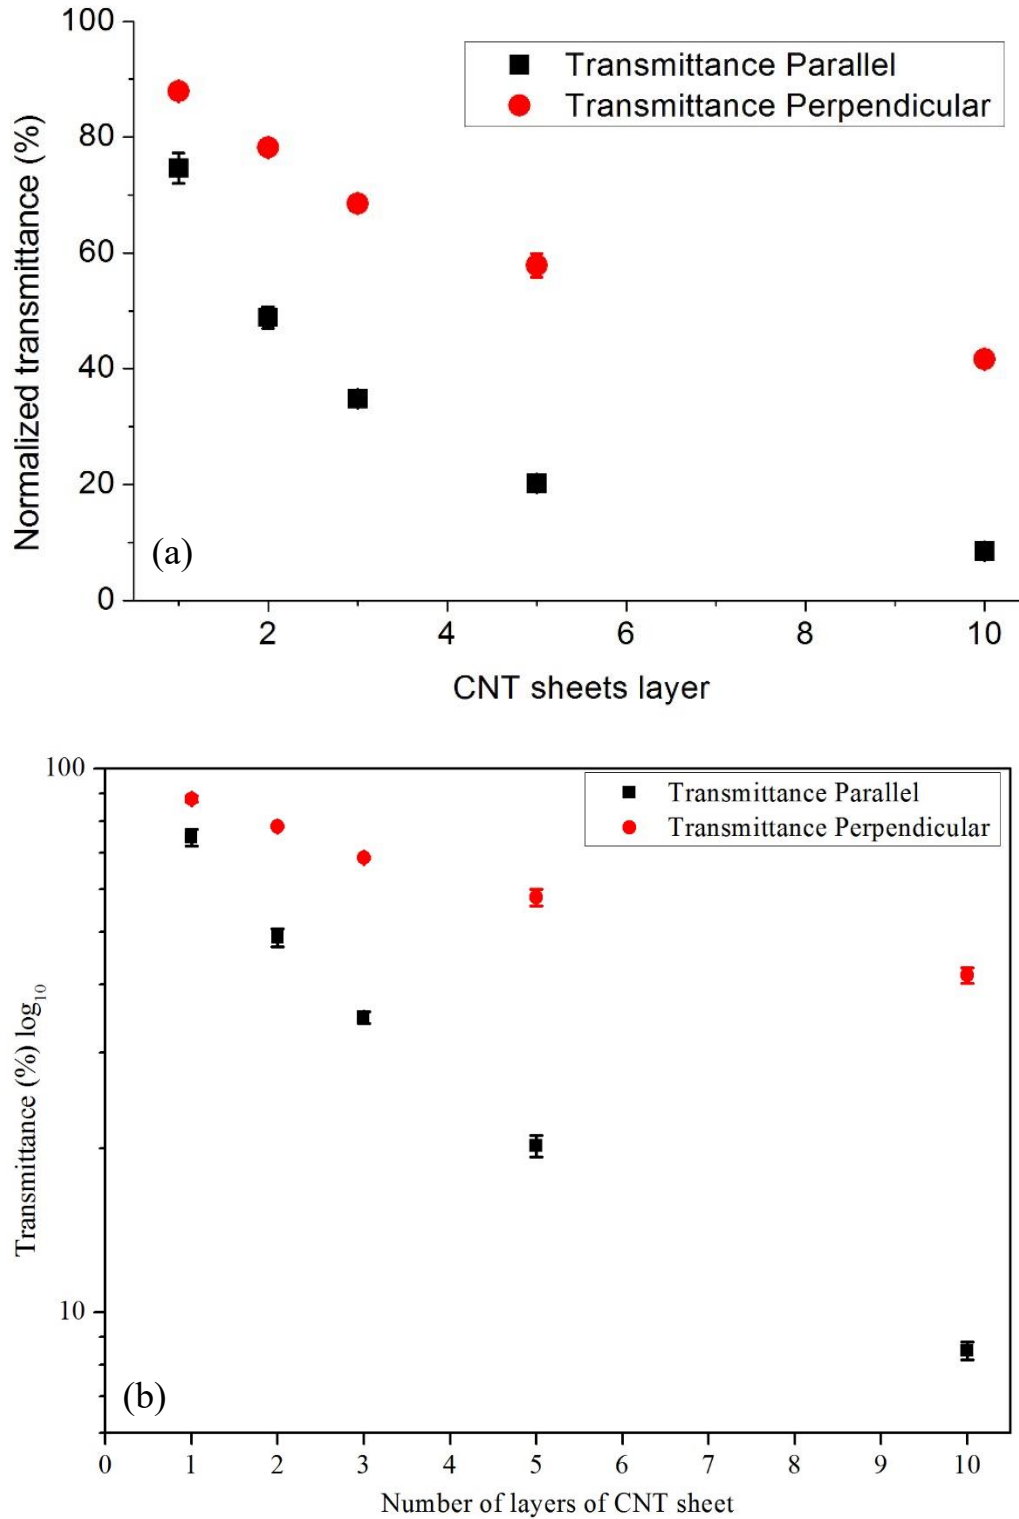 100
80
60
40
20
0
Normalized transmittance (%)
Transmittance Parallel
Transmittance Perpendicular
(a)
2 4 6 8 10
CNT sheets layer
100
10
Transmittance (%) log₁₀
Transmittance Parallel
Transmittance Perpendicular
(b)
0 1 2 3 4 5 6 7 8 9 10
Number of layers of CNT sheet